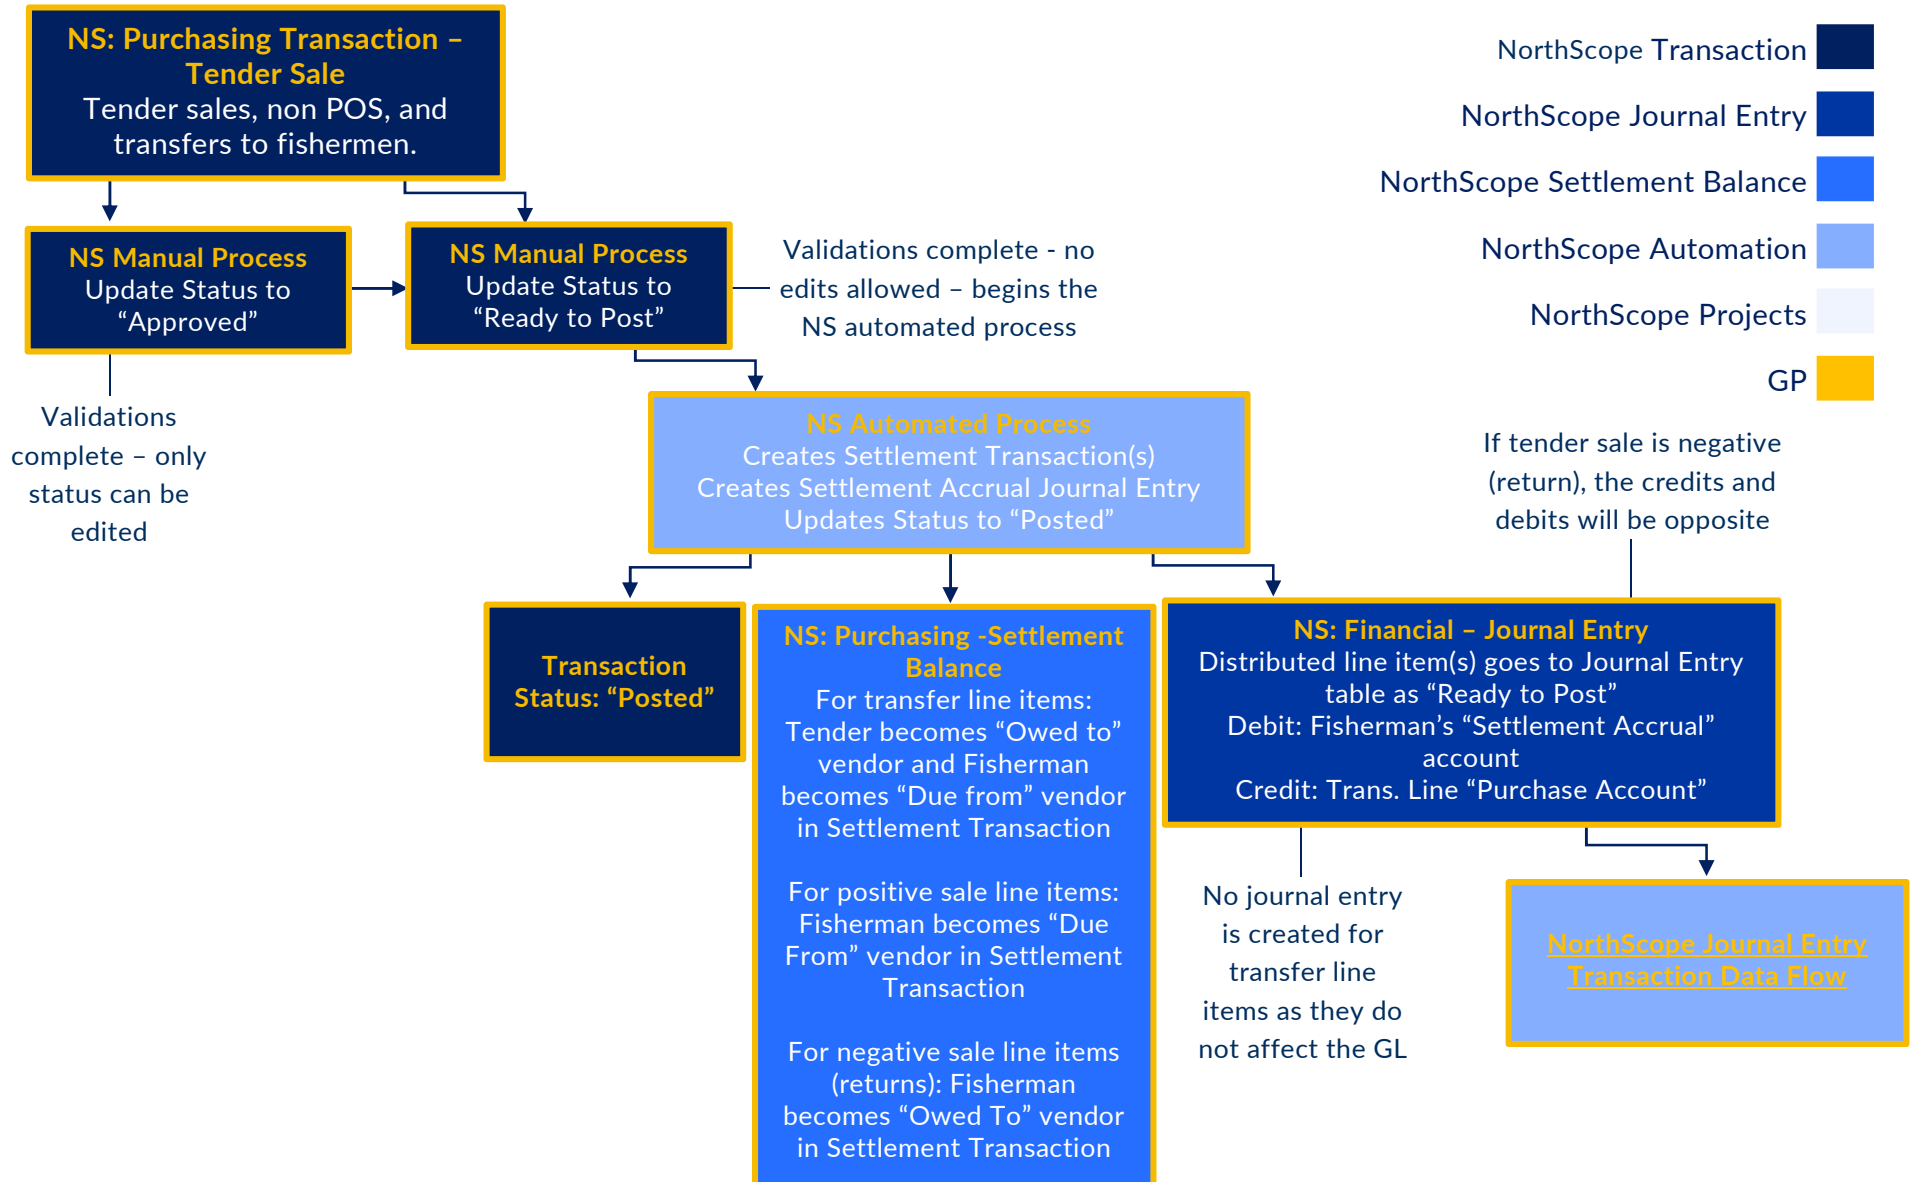 NS: Purchasing Transaction –
Tender Sale
Tender sales, non POS, and
transfers to fishermen.
NorthScope Transaction
NorthScope Journal Entry
NorthScope Settlement Balance
NorthScope Automation
NorthScope Projects
GP
NS Manual Process
Update Status to
“Approved”
NS Manual Process
Update Status to
“Ready to Post”
Validations complete - no
edits allowed – begins the
NS automated process
Validations
complete – only
status can be
edited
NS Automated Process
Creates Settlement Transaction(s)
Creates Settlement Accrual Journal Entry
Updates Status to “Posted”
If tender sale is negative
(return), the credits and
debits will be opposite
Transaction
Status: “Posted”
NS: Purchasing -Settlement
Balance
For transfer line items:
Tender becomes “Owed to”
vendor and Fisherman
becomes “Due from” vendor
in Settlement Transaction
For positive sale line items:
Fisherman becomes “Due
From” vendor in Settlement
Transaction
For negative sale line items
(returns): Fisherman
becomes “Owed To” vendor
in Settlement Transaction
NS: Financial – Journal Entry
Distributed line item(s) goes to Journal Entry
table as “Ready to Post”
Debit: Fisherman’s “Settlement Accrual”
account
Credit: Trans. Line “Purchase Account”
No journal entry
is created for
transfer line
items as they do
not affect the GL
NorthScope Journal Entry
Transaction Data Flow